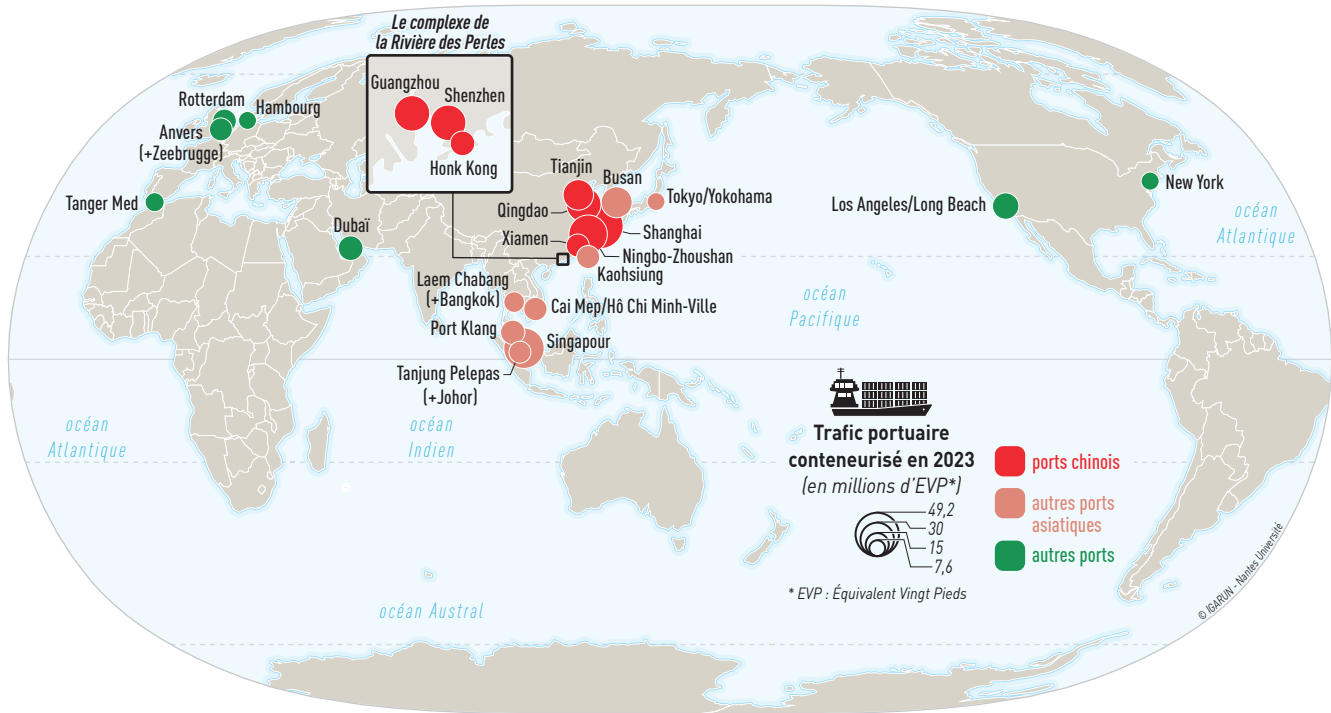 Le complexe de
la Rivière des Perles
Guangzhou
Shenzhen
Honk Kong
Rotterdam
Hambourg
Anvers
(+Zeebrugge)
Tanger Med
Dubaï
Tianjin
Busan
Tokyo/Yokohama
Qingdao
Shanghai
Xiamen
Ningbo-Zhoushan
Kaohsiung
Laem Chabang
(+Bangkok)
Cai Mep/Hô Chi Minh-Ville
Port Klang
Singapour
Tanjung Pelepas
(+Johor)
Los Angeles/Long Beach
New York
océan
Atlantique
océan
Pacifique
océan
Atlantique
océan
Indien
océan Austral
Trafic portuaire
conteneurisé en 2023
(en millions d'EVP*)
49,2
30
15
7,6
* EVP : Équivalent Vingt Pieds
ports chinois
autres ports
asiatiques
autres ports
© IGARUN - Nantes Université